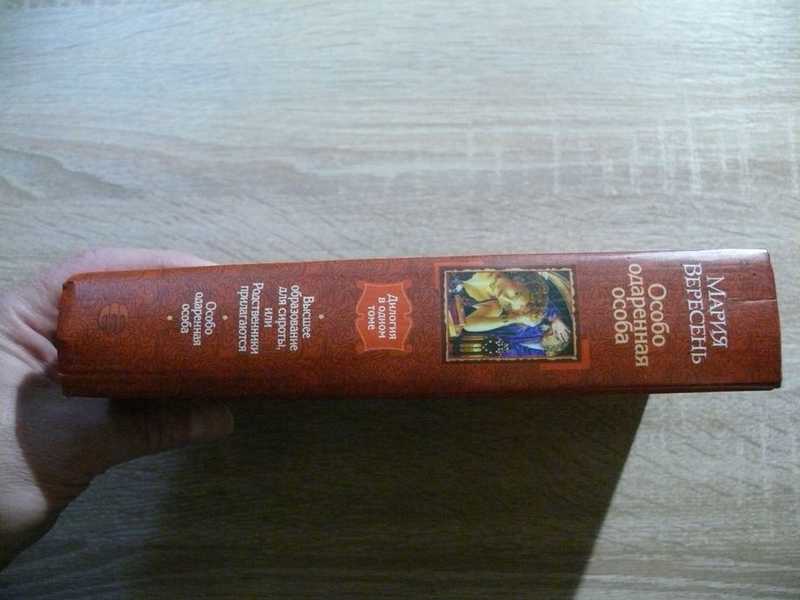 Мария
Вересень
Особо
одаренная
особа
Дилогия
в одном
томе
• Высшее
образование
для сироты,
или
Родственники
прилагаются
• Особо
одаренная
особа